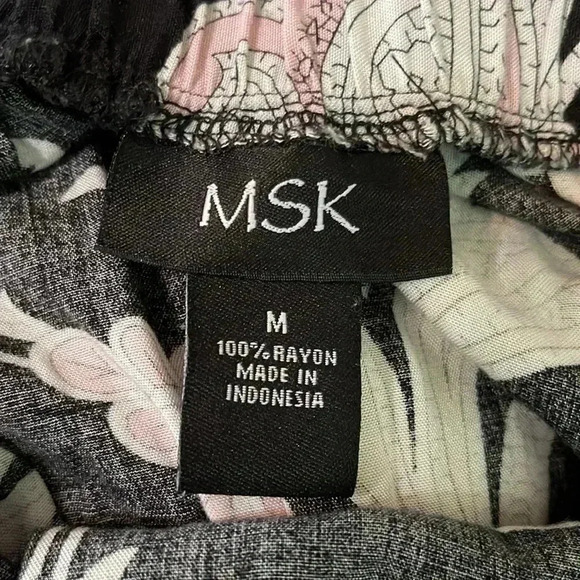 MSK
M
100% RAYON
MADE IN
INDONESIA